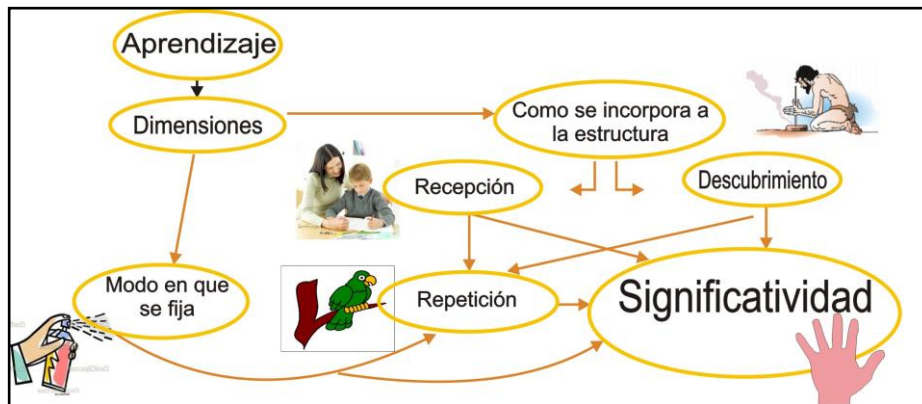 Aprendizaje
Dimensiones
Como se incorpora a
la estructura
Recepción
Descubrimiento
Modo en que
se fija
Repetición
Significatividad